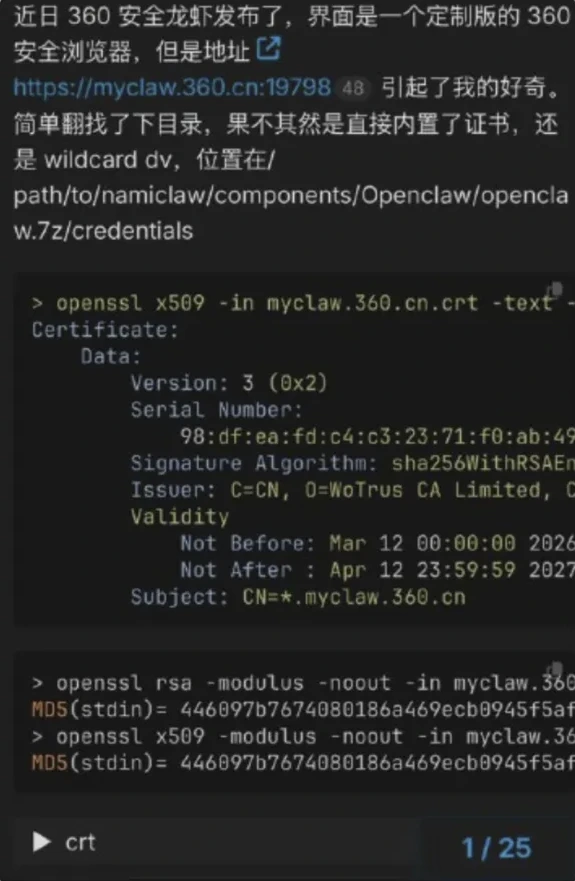 近日 360 安全龙虾发布了，界面是一个定制版的 360
安全浏览器，但是地址
https://myclaw.360.cn:19798 48 引起了我的好奇。
简单翻找了下目录，果不其然是直接内置了证书，还
是 wildcard dv，位置在/
path/to/namiclaw/components/Openclaw/opencla
w.7z/credentials
> openssl x509 -in myclaw.360.cn.crt -text -
Certificate:
Data:
Version: 3 (0x2)
Serial Number:
98:df:ea:fd:c4:c3:23:71:f0:ab:49
Signature Algorithm: sha256WithRSAEn
Issuer: C=CN, O=WoTrus CA Limited, C
Validity
Not Before: Mar 12 00:00:00 2026
Not After : Apr 12 23:59:59 2027
Subject: CN=*.myclaw.360.cn
> openssl rsa -modulus -noout -in myclaw.360
MD5(stdin)= 446097b7674080186a469ecb0945f5af
> openssl x509 -modulus -noout -in myclaw.36
MD5(stdin)= 446097b7674080186a469ecb0945f5af
▶ crt
1 / 25